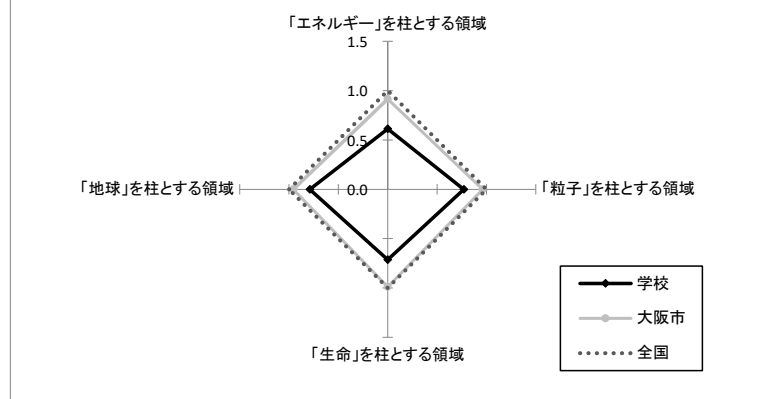 「エネルギー」を柱とする領域
1.5
1.0
0.5
「地球」を柱とする領域
0.0
「粒子」を柱とする領域
「生命」を柱とする領域
学校
大阪市
全国